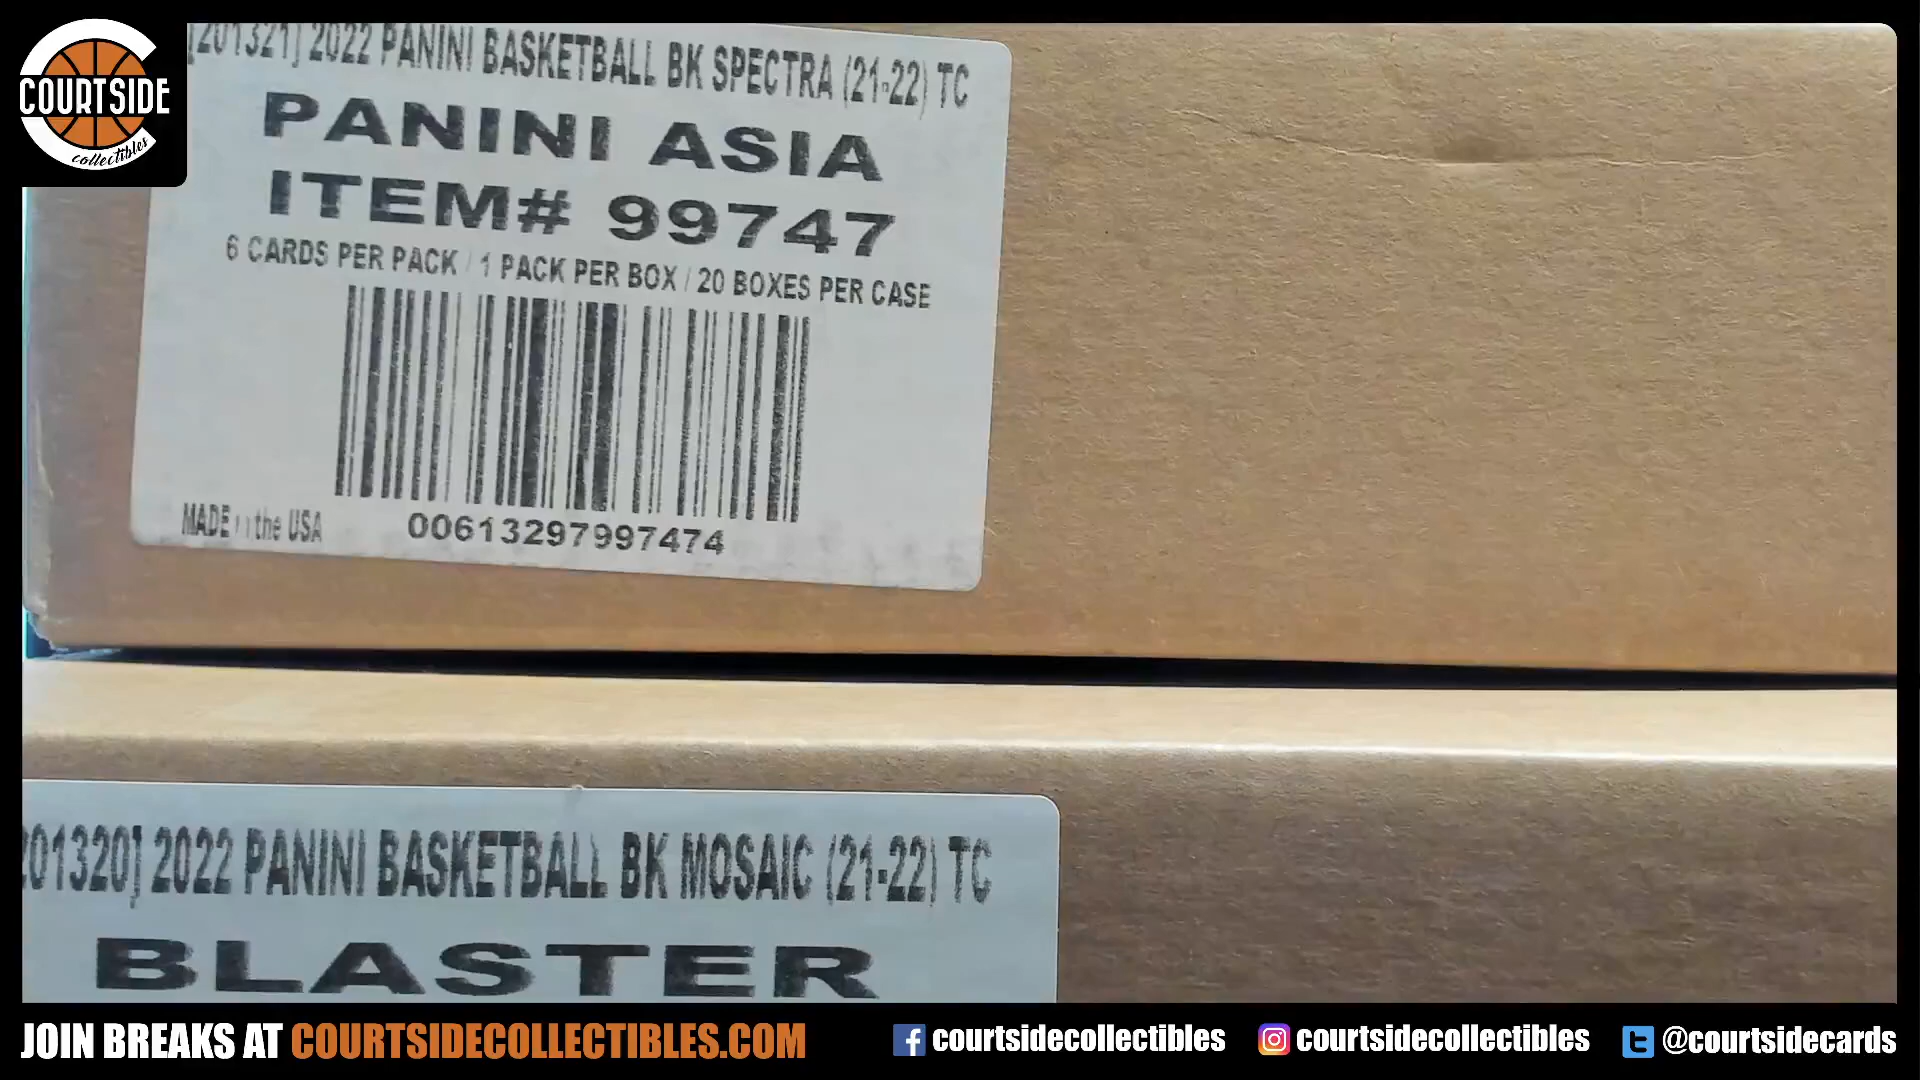 COURTSIDE
collectibles
[201321] 2022 PANINI BASKETBALL BK SPECTRA (21-22) TC
PANINI ASIA
ITEM# 99747
6 CARDS PER PACK / 1 PACK PER BOX / 20 BOXES PER CASE
MADE in the USA
00613297997474
01320] 2022 PANINI BASKETBALL BK MOSAIC (21-22) TC
BLASTER
JOIN BREAKS AT COURTSIDECOLLECTIBLES.COM
courtsidecollectibles
courtsidecollectibles
@courtsidecards